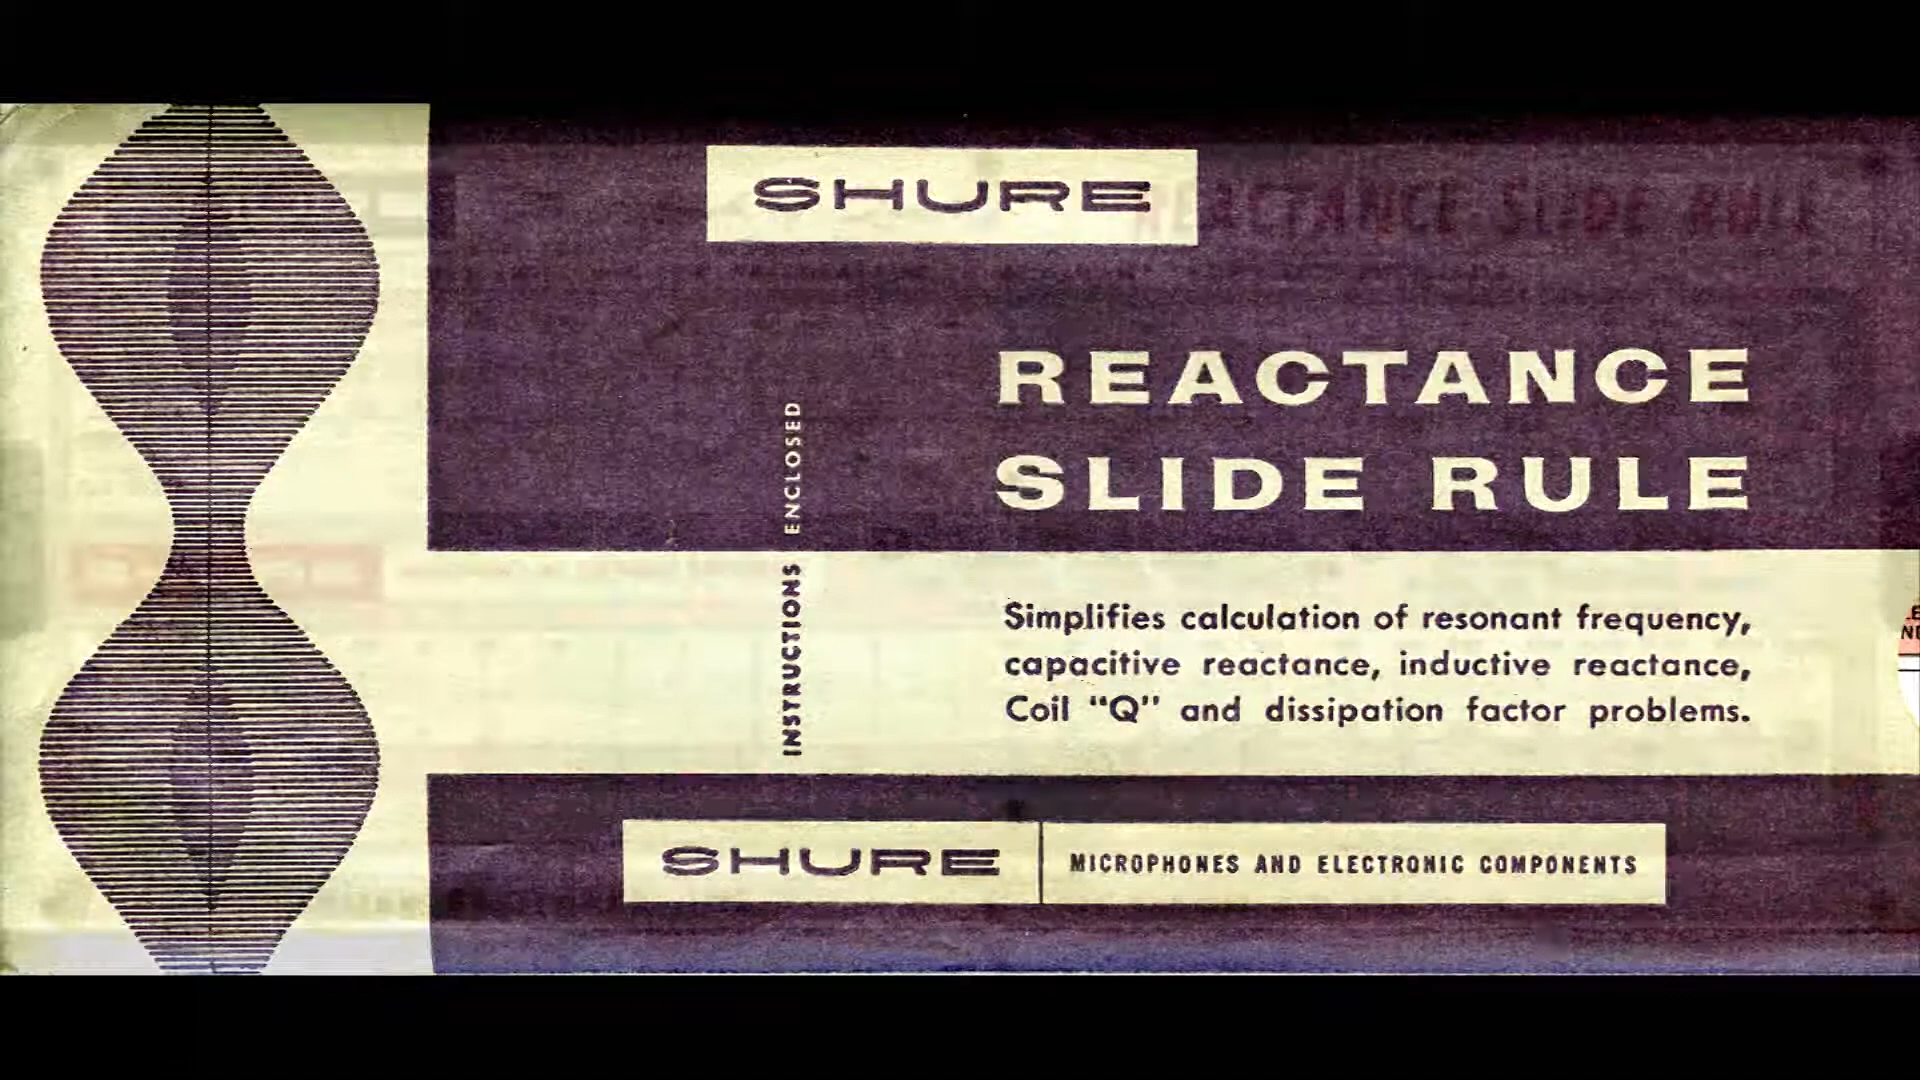 SHURE
REACTANCE
SLIDE RULE
INSTRUCTIONS ENCLOSED
Simplifies calculation of resonant frequency,
capacitive reactance, inductive reactance,
Coil “Q” and dissipation factor problems.
SHURE
MICROPHONES AND ELECTRONIC COMPONENTS